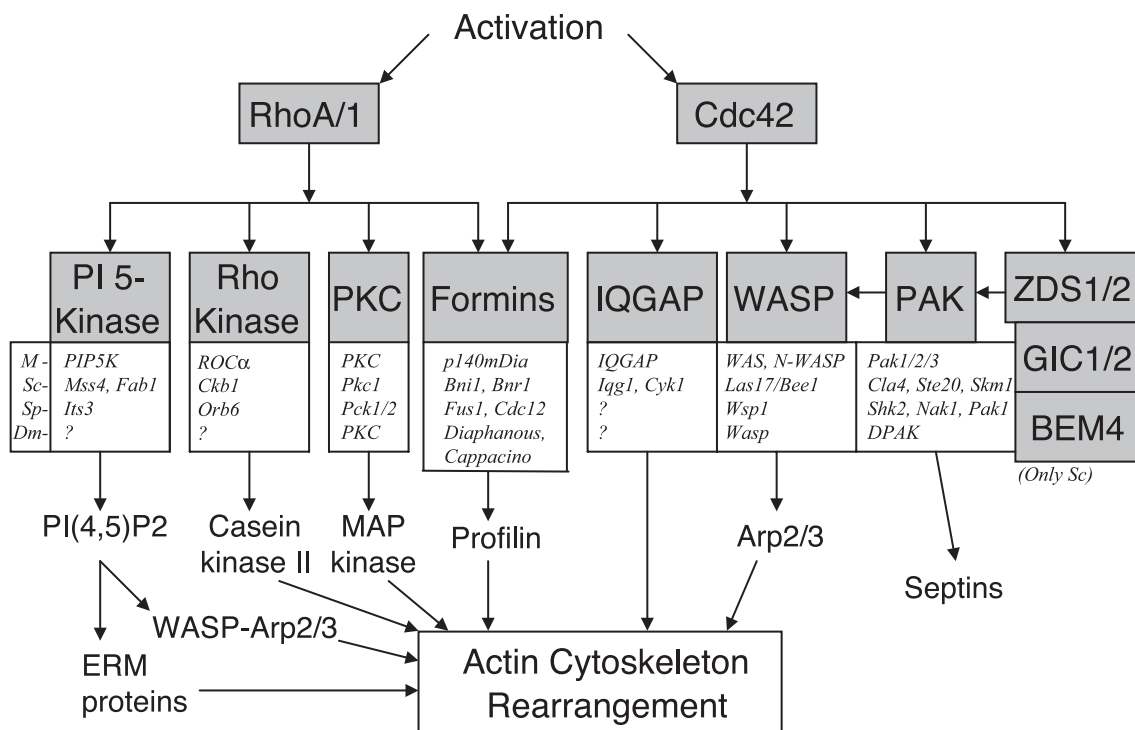 Activation
RhoA/1
Cdc42
PI 5-
Kinase
Rho
Kinase
PKC
Formins
IQGAP
WASP
PAK
ZDS1/2
GIC1/2
BEM4
(Only Sc)
M -
Sc-
Sp-
Dm-
PIP5K
Mss4, Fab1
Its3
?
ROCα
Ckb1
Orb6
?
PKC
Pkc1
Pck1/2
PKC
p140mDia
Bni1, Bnr1
Fus1, Cdc12
Diaphanous,
Cappacino
IQGAP
Iqg1, Cyk1
?
?
WAS, N-WASP
Las17/Bee1
Wsp1
Wasp
Pak1/2/3
Cla4, Ste20, Skm1
Shk2, Nak1, Pak1
DPAK
PI(4,5)P2
Casein
kinase II
MAP
kinase
Profilin
Arp2/3
Septins
WASP-Arp2/3
ERM
proteins
Actin Cytoskeleton
Rearrangement